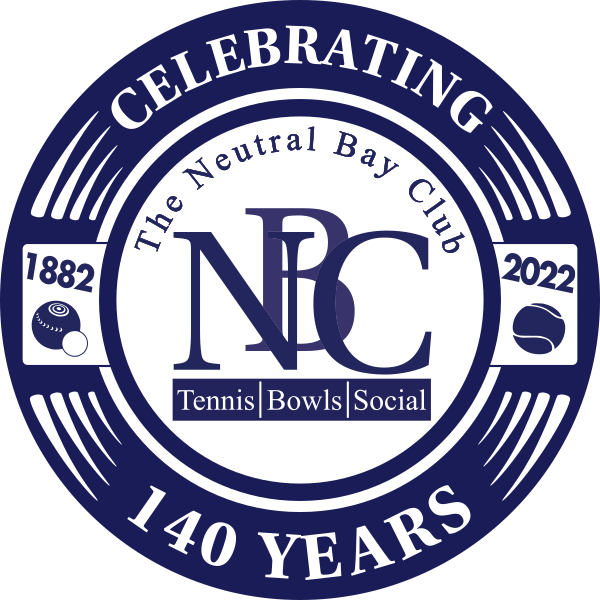 CELEBRATING
The Neutral Bay Club
1882
2022
NBC
Tennis|Bowls|Social
140 YEARS